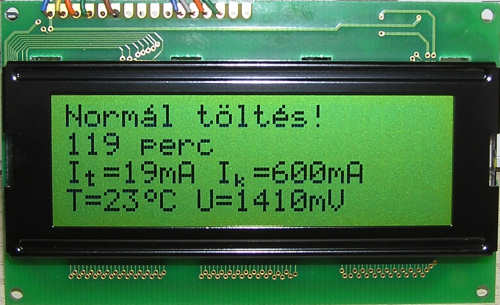 Normál töltés!
119 perc
Iₜ=19mA Iₖ=600mA
T=23°C U=1410mV